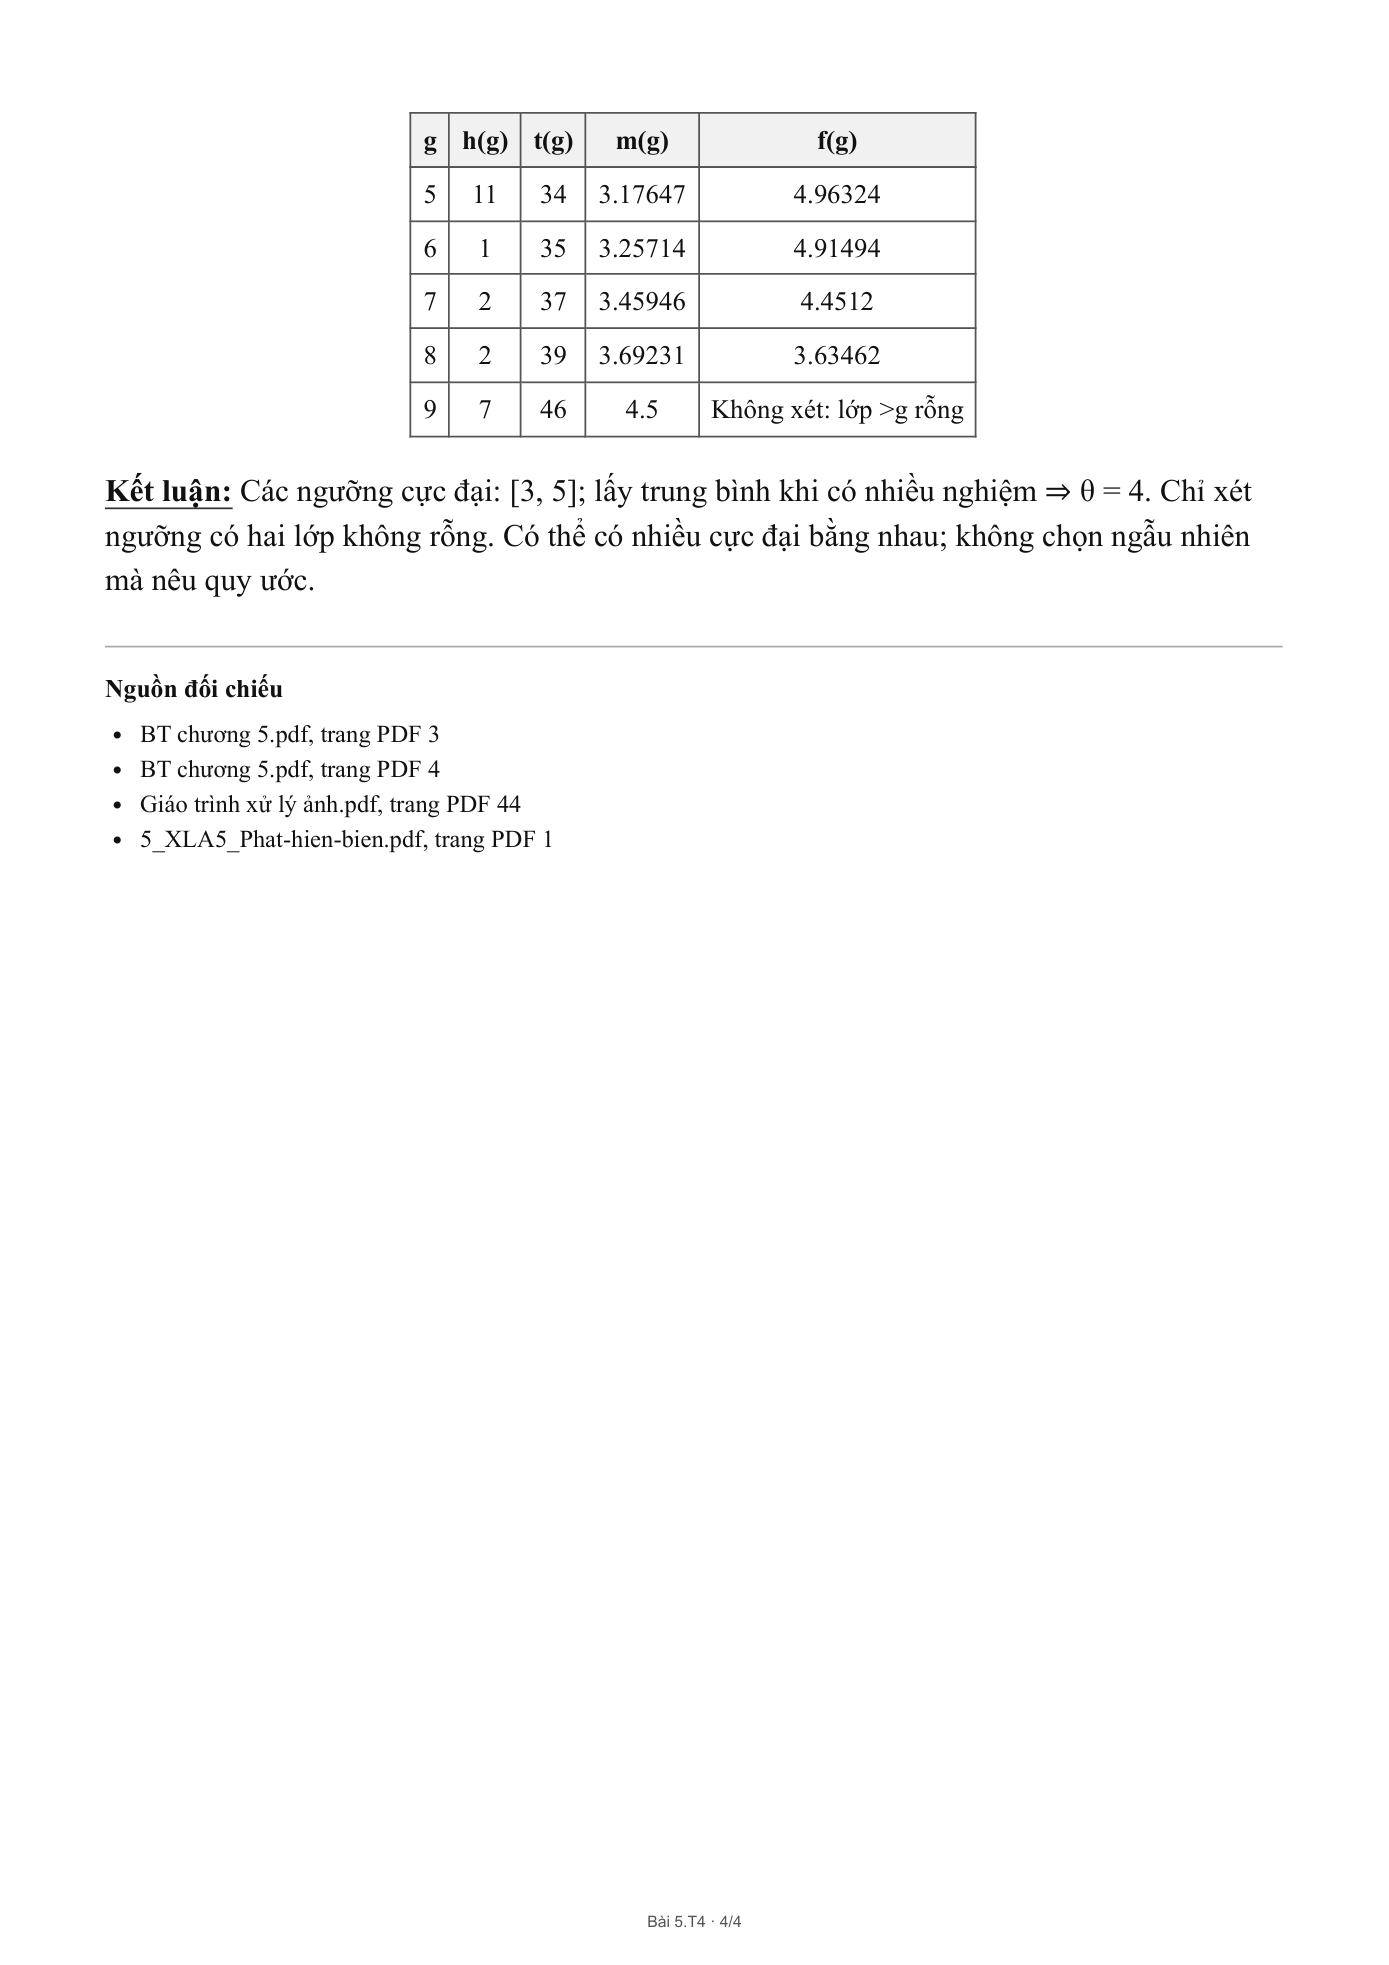 g h(g) t(g) m(g) f(g)
5 11 34 3.17647 4.96324
6 1 35 3.25714 4.91494
7 2 37 3.45946 4.4512
8 2 39 3.69231 3.63462
9 7 46 4.5 Không xét: lớp >g rỗng
Kết luận: Các ngưỡng cực đại: [3, 5]; lấy trung bình khi có nhiều nghiệm ⇒ θ = 4. Chỉ xét
ngưỡng có hai lớp không rỗng. Có thể có nhiều cực đại bằng nhau; không chọn ngẫu nhiên
mà nêu quy ước.
Nguồn đối chiếu
• BT chương 5.pdf, trang PDF 3
• BT chương 5.pdf, trang PDF 4
• Giáo trình xử lý ảnh.pdf, trang PDF 44
• 5_XLA5_Phat-hien-bien.pdf, trang PDF 1
Bài 5.T4 · 4/4